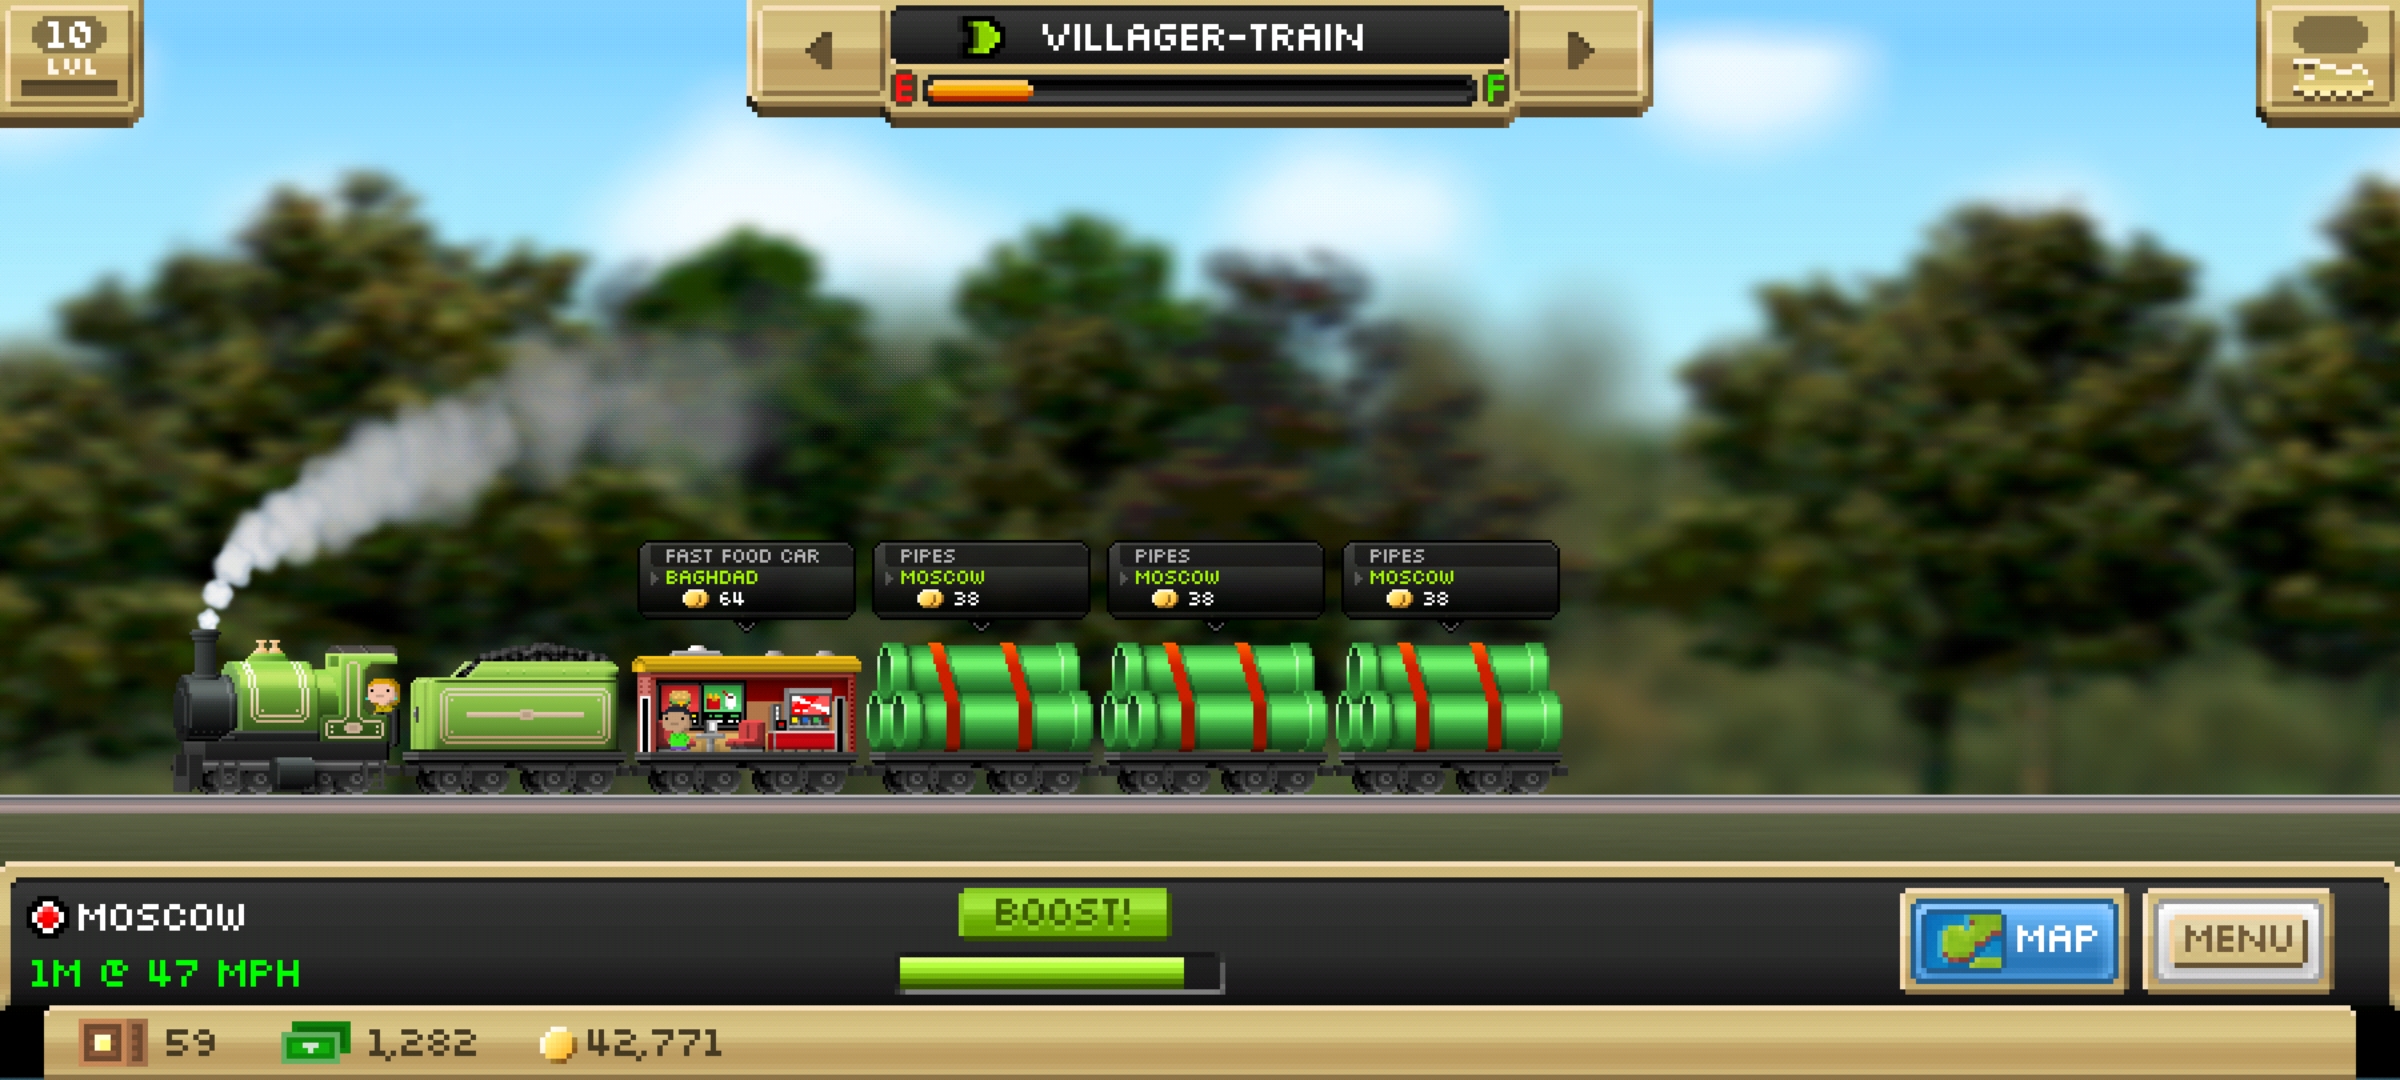 10
LVL
VILLAGER-TRAIN
E F
FAST FOOD CAR
BAGHDAD
64
PIPES
MOSCOW
38
PIPES
MOSCOW
38
PIPES
MOSCOW
38
MOSCOW
1M @ 47 MPH
BOOST!
MAP
MENU
59
1,282
42,771